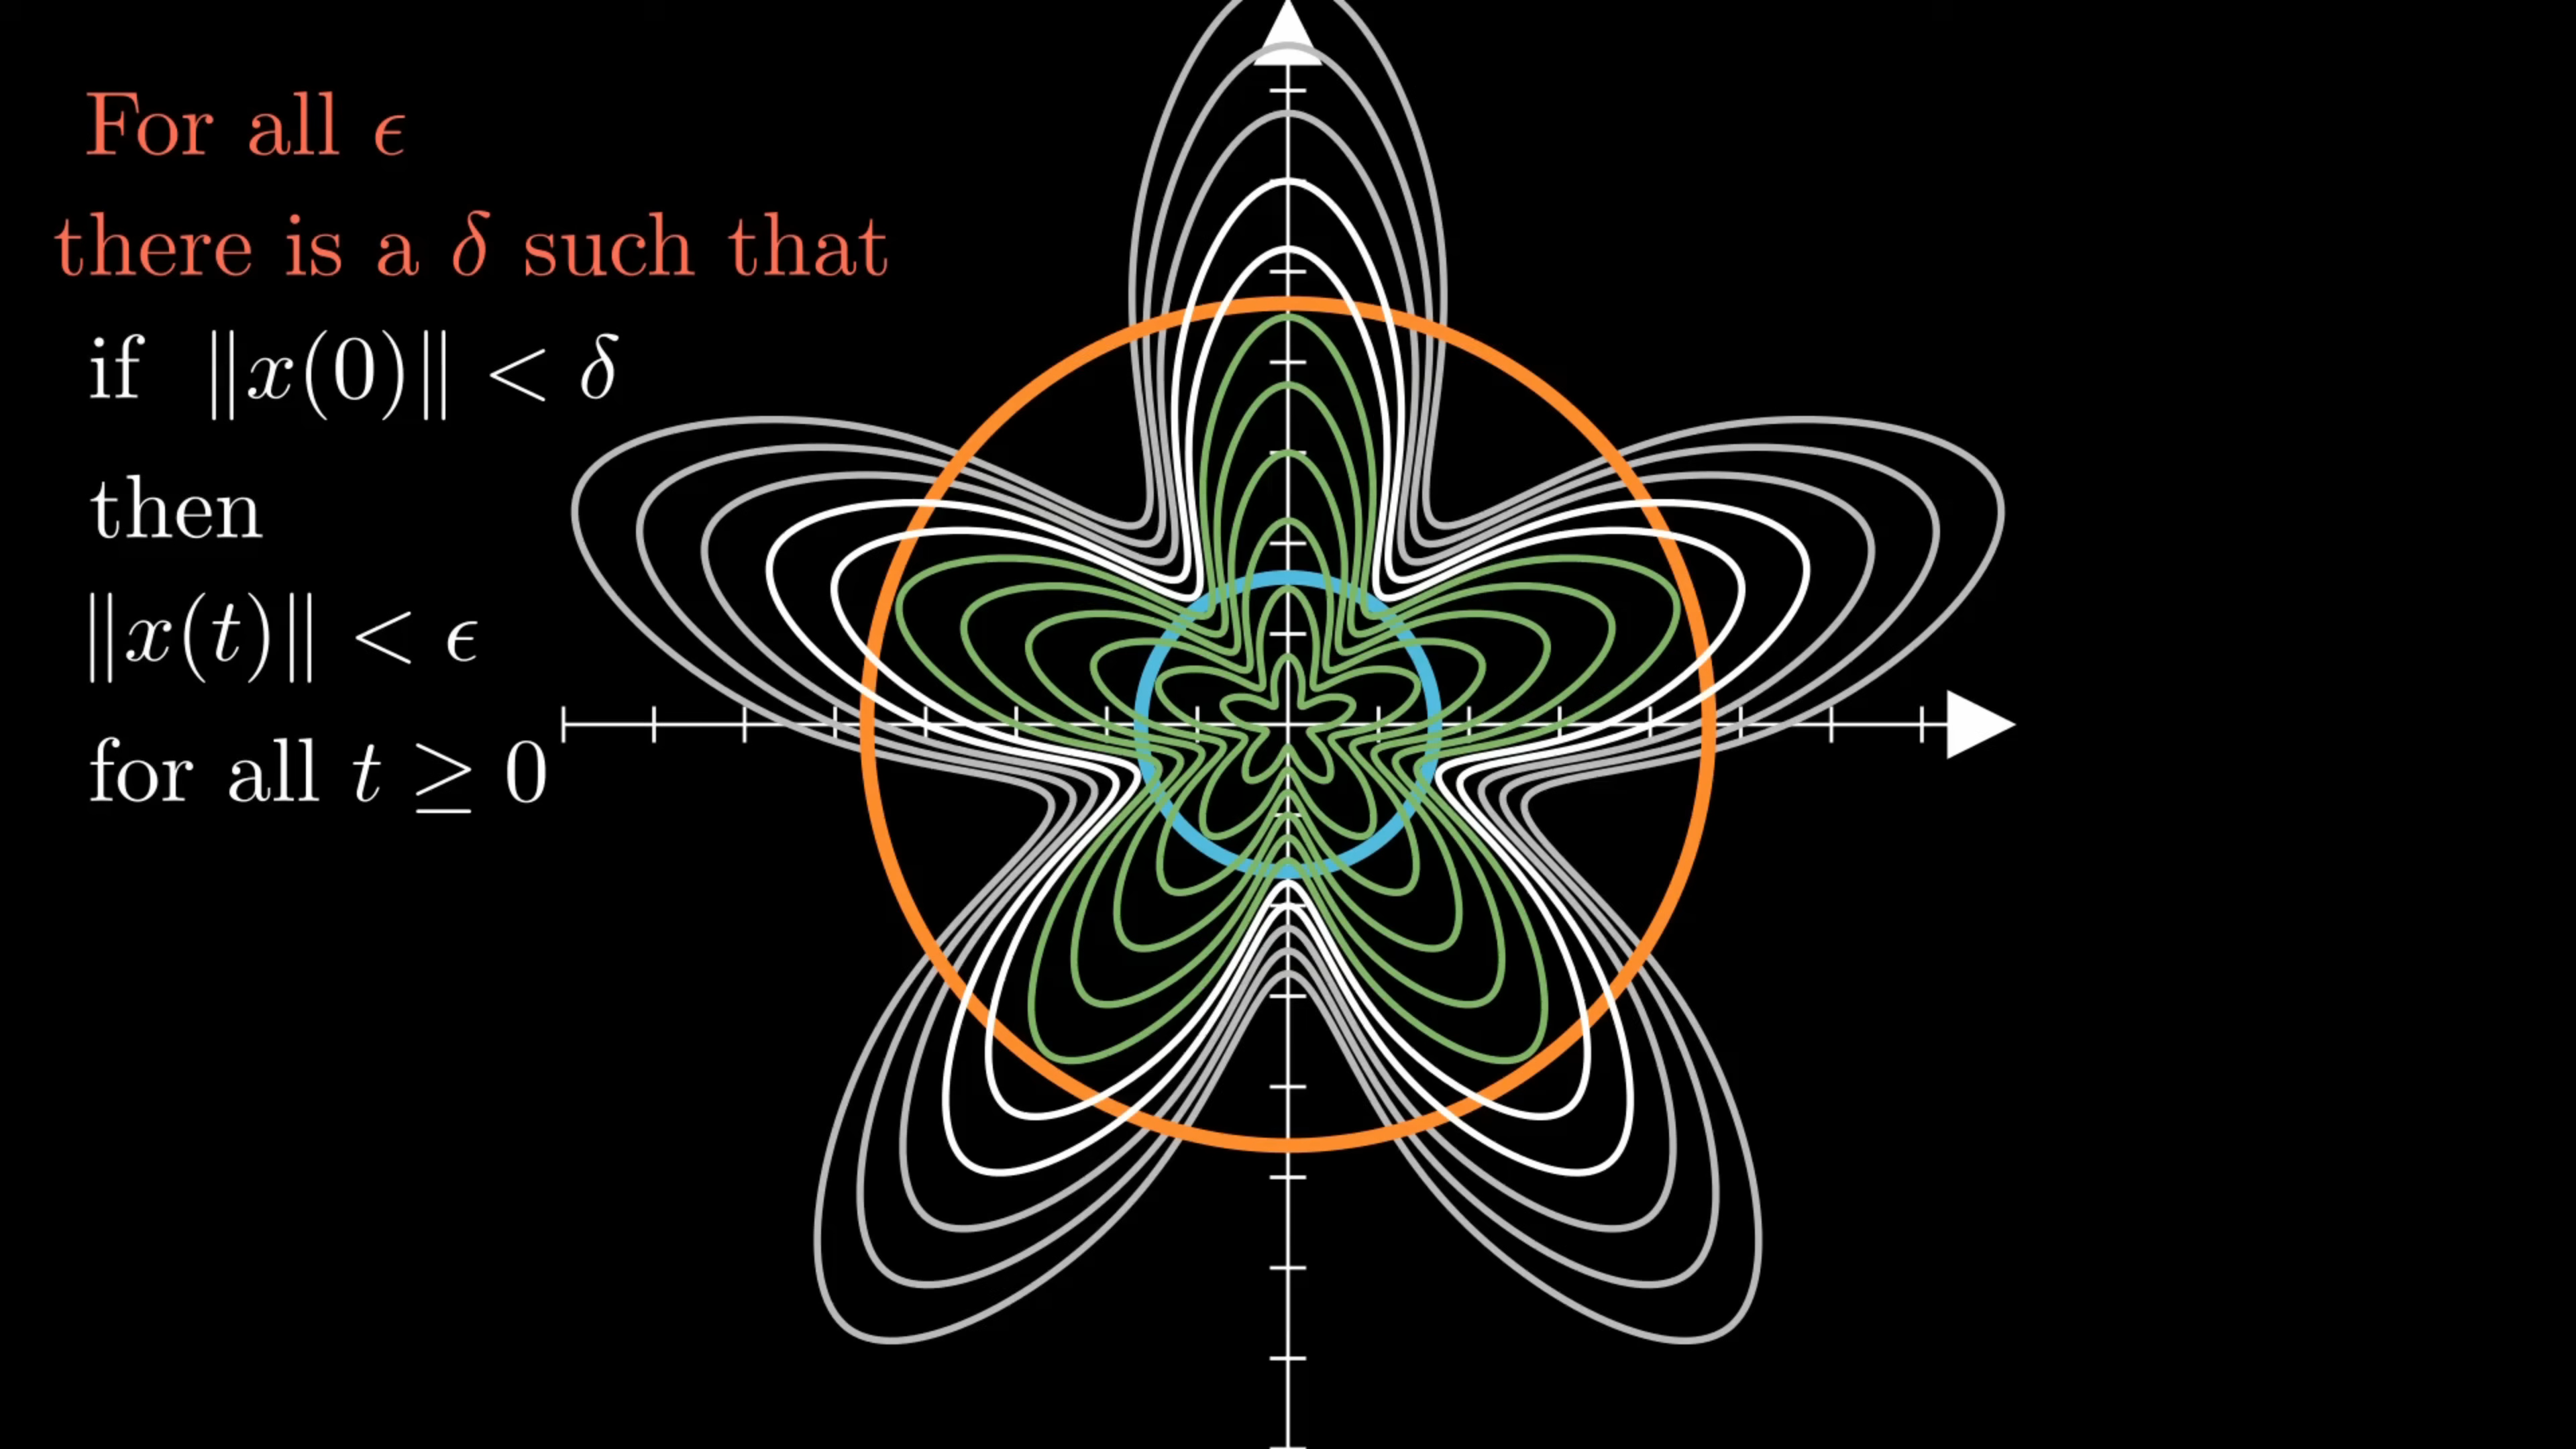 For all ϵ
there is a δ such that
if ‖x(0)‖ < δ
then
‖x(t)‖ < ϵ
for all t ≥ 0